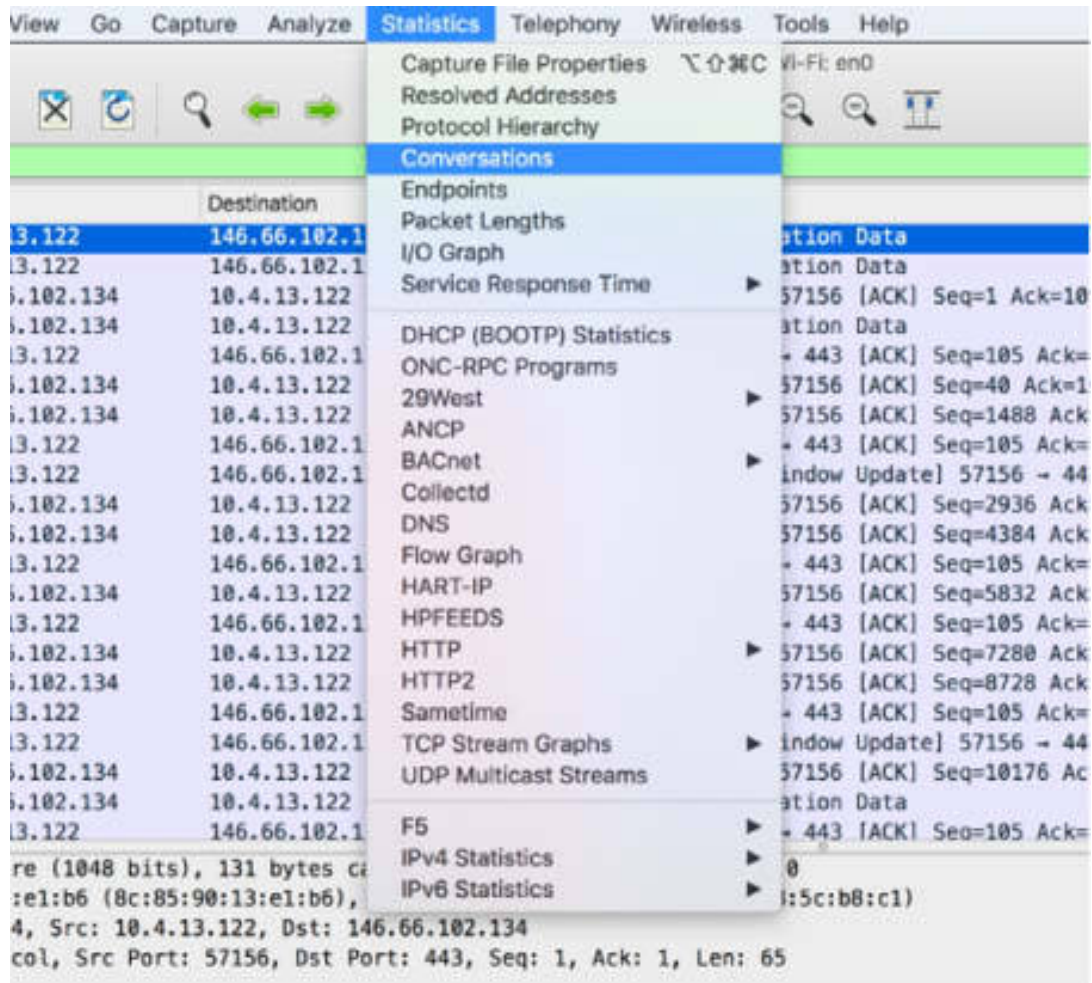 View Go Capture Analyze Statistics Telephony Wireless Tools Help
Capture File Properties ⌥⇧⌘C
Wi-Fi: en0
Resolved Addresses
Protocol Hierarchy
Conversations
Endpoints
Packet Lengths
I/O Graph
Service Response Time
DHCP (BOOTP) Statistics
ONC-RPC Programs
29West
ANCP
BACnet
Collectd
DNS
Flow Graph
HART-IP
HPFEEDS
HTTP
HTTP2
Sametime
TCP Stream Graphs
UDP Multicast Streams
F5
IPv4 Statistics
IPv6 Statistics
Destination
3.122 146.66.102.1 ation Data
3.122 146.66.102.1 ation Data
.102.134 10.4.13.122 57156 [ACK] Seq=1 Ack=10
.102.134 10.4.13.122 ation Data
3.122 146.66.102.1 → 443 [ACK] Seq=105 Ack=
.102.134 10.4.13.122 57156 [ACK] Seq=40 Ack=1
.102.134 10.4.13.122 57156 [ACK] Seq=1488 Ack
3.122 146.66.102.1 → 443 [ACK] Seq=105 Ack=
3.122 146.66.102.1 indow Update] 57156 → 44
.102.134 10.4.13.122 57156 [ACK] Seq=2936 Ack
.102.134 10.4.13.122 57156 [ACK] Seq=4384 Ack
3.122 146.66.102.1 → 443 [ACK] Seq=105 Ack=
.102.134 10.4.13.122 57156 [ACK] Seq=5832 Ack
3.122 146.66.102.1 → 443 [ACK] Seq=105 Ack=
.102.134 10.4.13.122 57156 [ACK] Seq=7280 Ack
.102.134 10.4.13.122 57156 [ACK] Seq=8728 Ack
3.122 146.66.102.1 → 443 [ACK] Seq=105 Ack=
3.122 146.66.102.1 indow Update] 57156 → 44
.102.134 10.4.13.122 57156 [ACK] Seq=10176 Ac
.102.134 10.4.13.122 ation Data
3.122 146.66.102.1 → 443 [ACK] Seq=105 Ack=
re (1048 bits), 131 bytes ca 0
:e1:b6 (8c:85:90:13:e1:b6), :5c:b8:c1)
4, Src: 10.4.13.122, Dst: 146.66.102.134
col, Src Port: 57156, Dst Port: 443, Seq: 1, Ack: 1, Len: 65